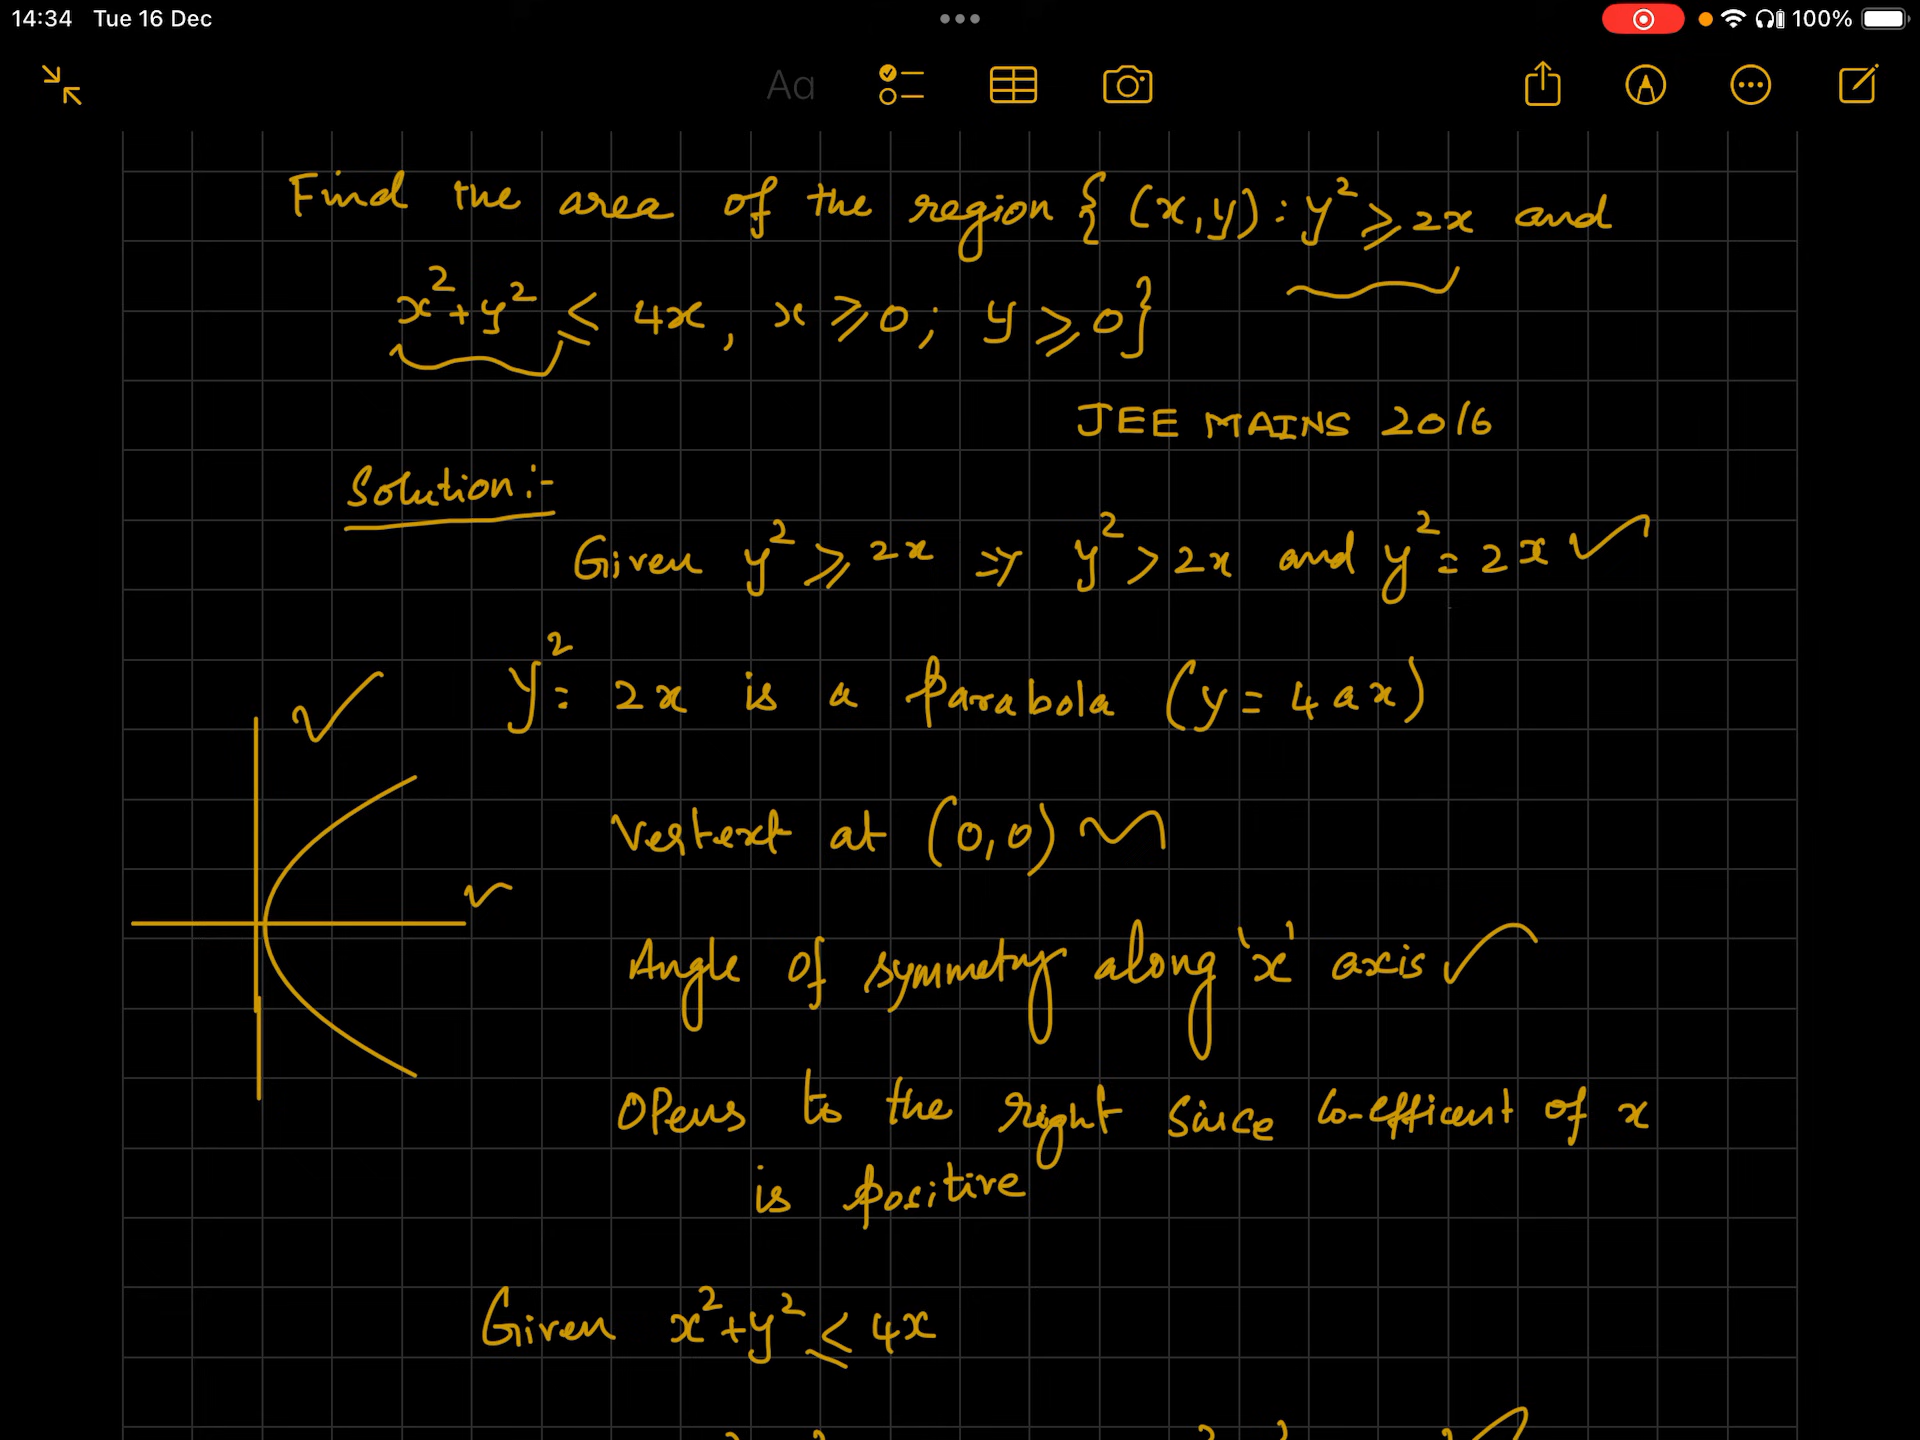 14:34 Tue 16 Dec 100%
Aa
Find the area of the region { (x,y) : y² ⩾ 2x and
x² + y² ≤ 4x, x ⩾ 0; y ⩾ 0}
JEE MAINS 2016
Solution :-
Given y² ⩾ 2x ⇒ y² > 2x and y² = 2x ✓
y² = 2x is a Parabola (y = 4ax)
Vertext at (0,0)
Angle of symmetry along 'x' axis ✓
Opens to the right since co-efficent of x
is positive
Given x² + y² ≤ 4x